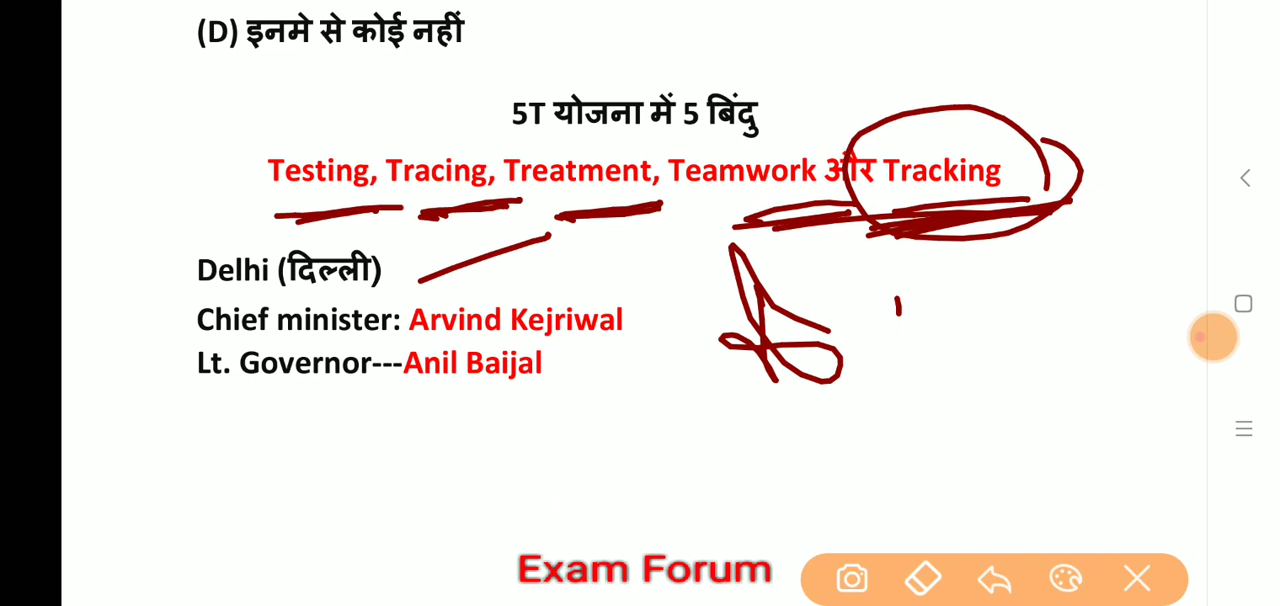 (D) इनमे से कोई नहीं
5T योजना में 5 बिंदु
Testing, Tracing, Treatment, Teamwork और Tracking
Delhi (दिल्ली)
Chief minister: Arvind Kejriwal
Lt. Governor---Anil Baijal
Exam Forum